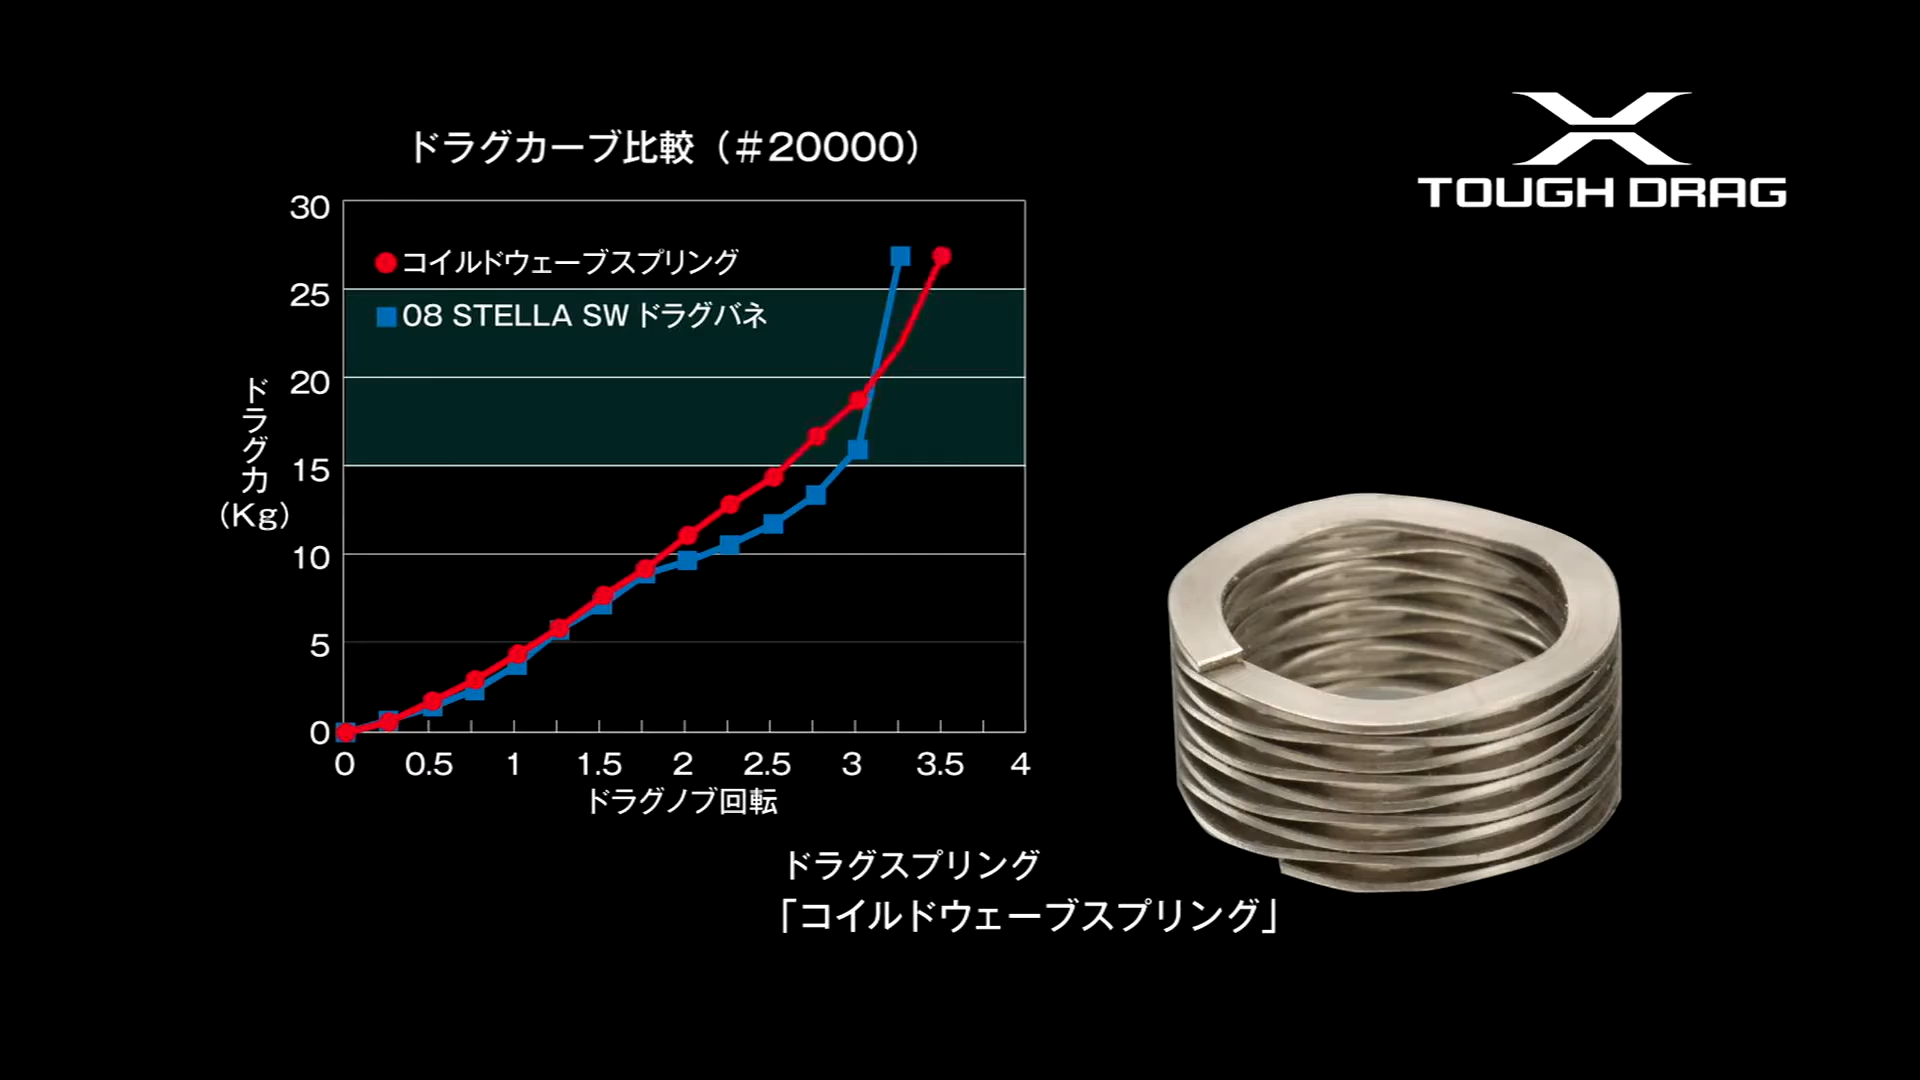 ドラグカーブ比較（＃20000）
TOUGH DRAG
30
●コイルドウェーブスプリング
25
■08 STELLA SW ドラグバネ
20
ドラグ力
(Kg)
15
10
5
0
0 0.5 1 1.5 2 2.5 3 3.5 4
ドラグノブ回転
ドラグスプリング
「コイルドウェーブスプリング」